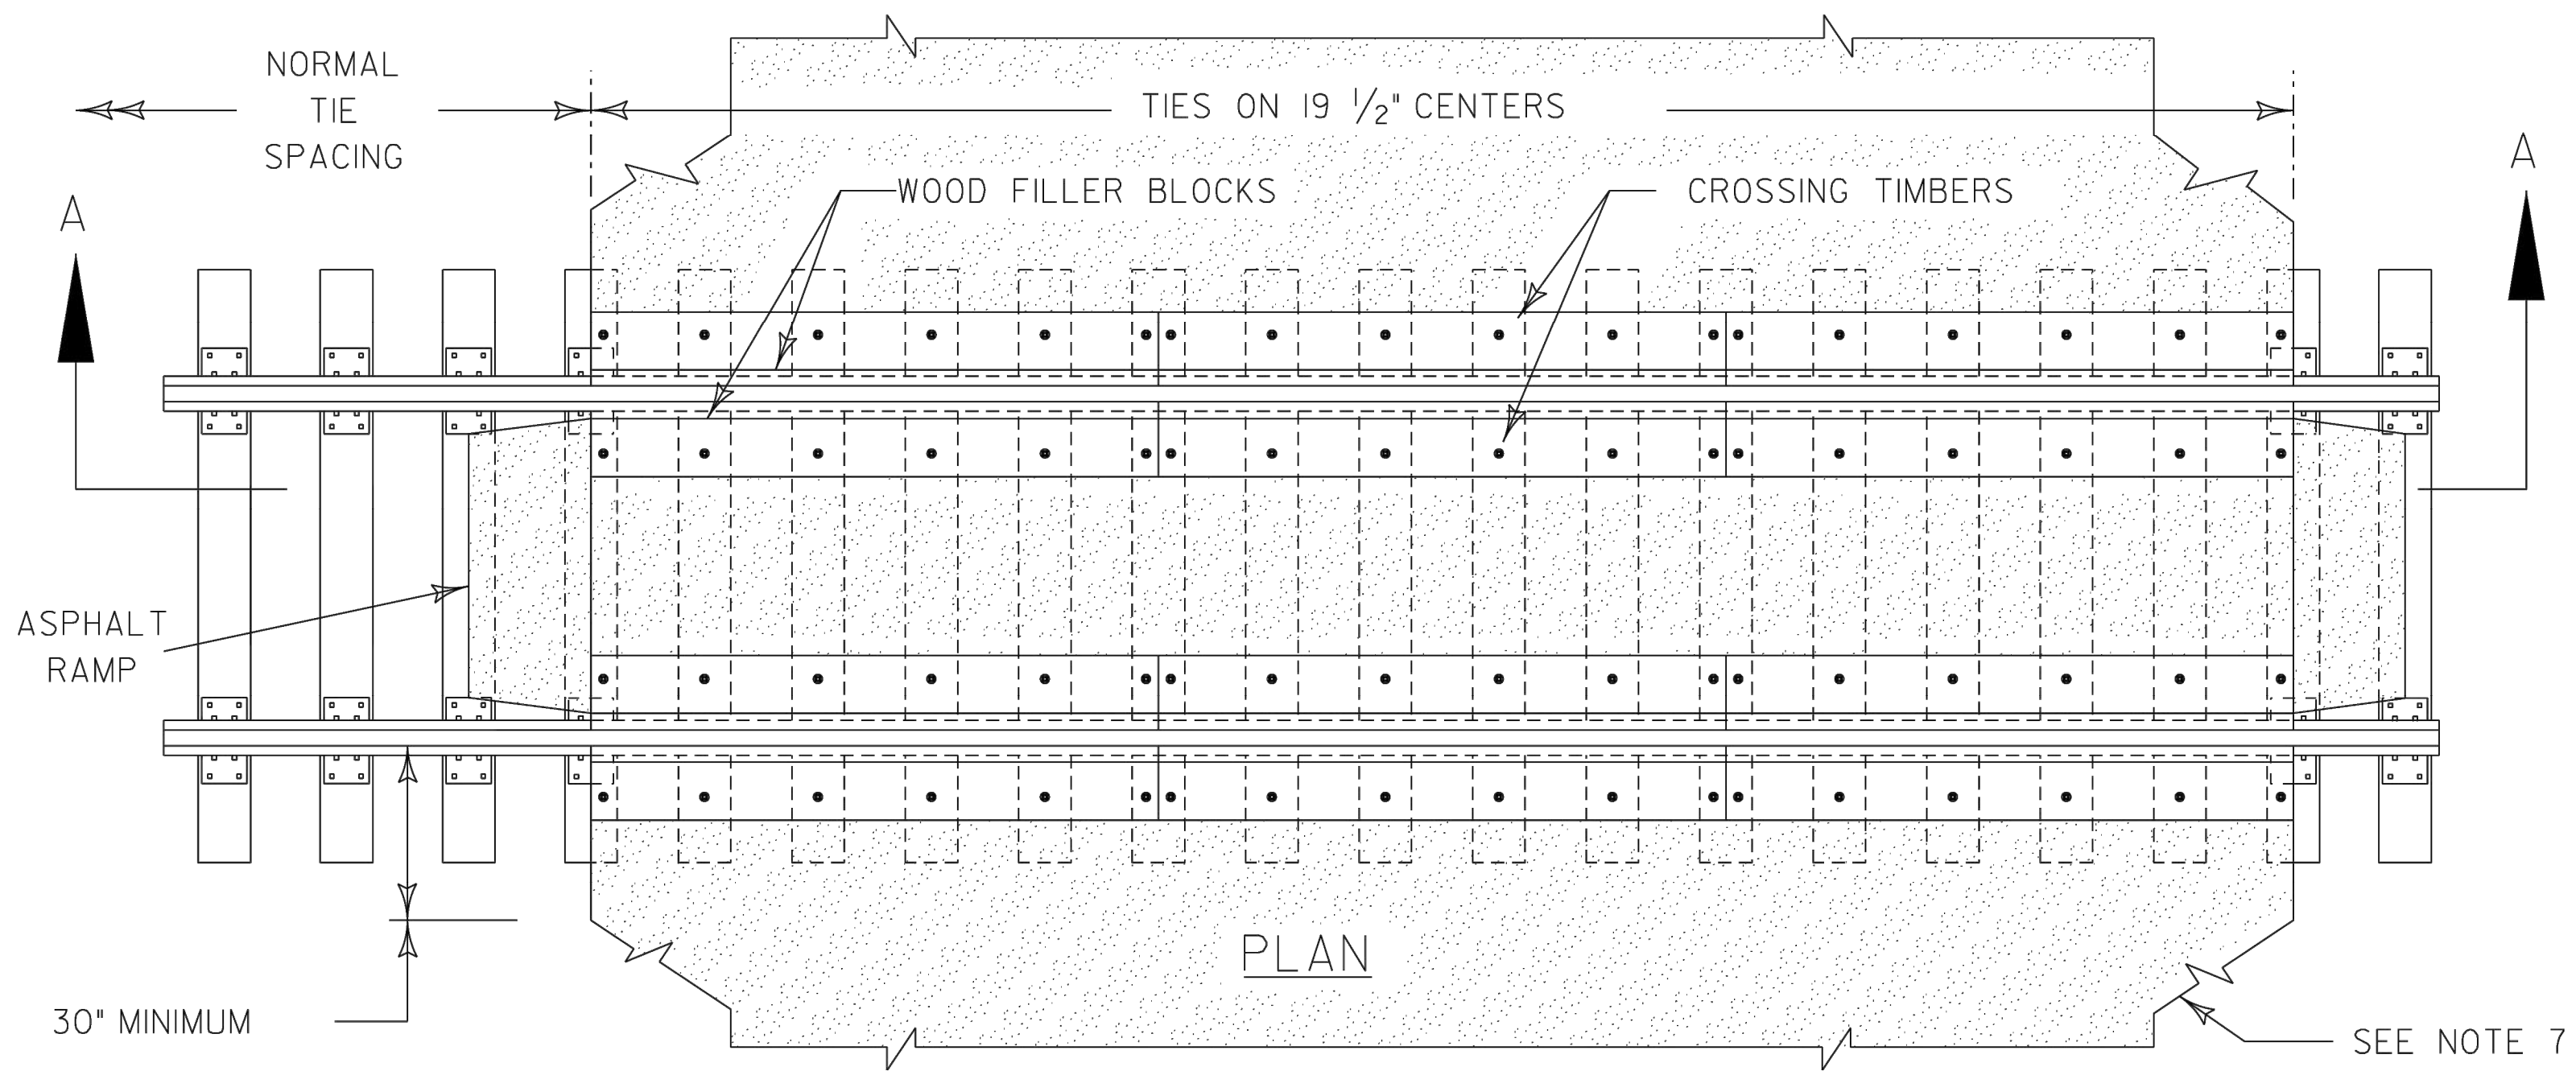 NORMAL
TIE
SPACING
TIES ON 19 1/2" CENTERS
A
A
WOOD FILLER BLOCKS
CROSSING TIMBERS
ASPHALT
RAMP
PLAN
30" MINIMUM
SEE NOTE 7